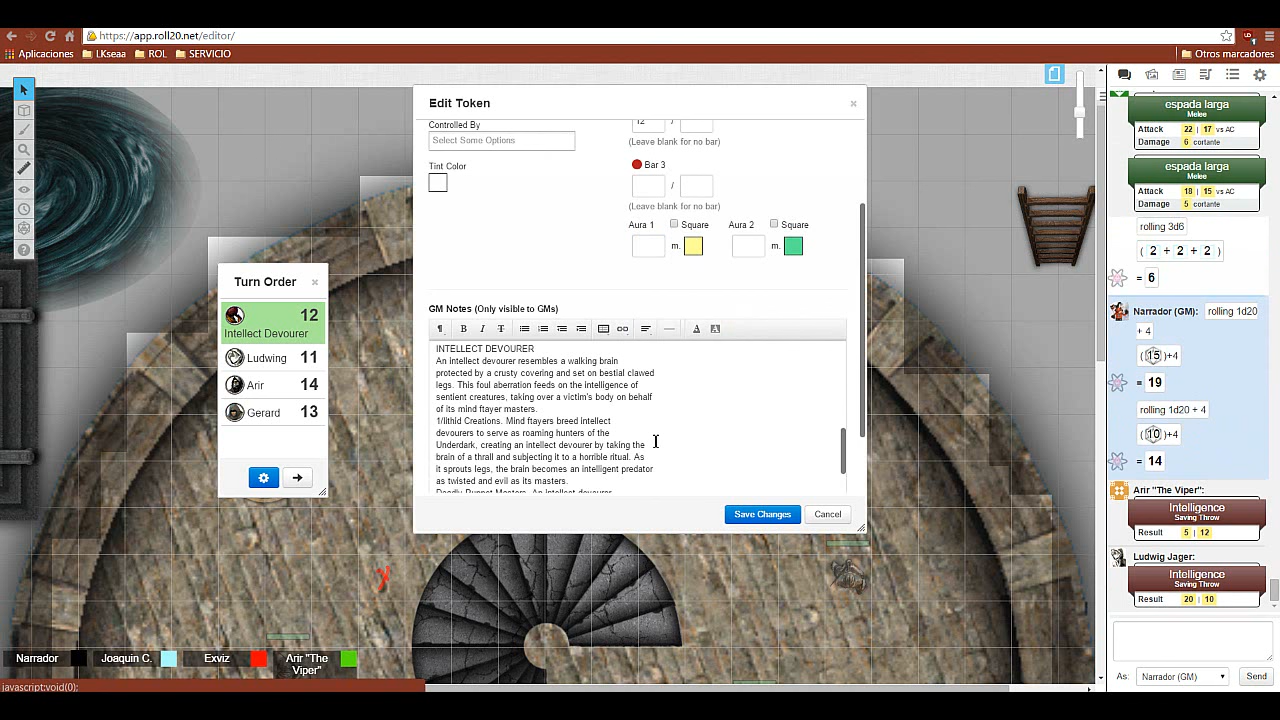 https://app.roll20.net/editor/
Aplicaciones
LKseaa
ROL
SERVICIO
Otros marcadores
Edit Token
Controlled By
Select Some Options
Tint Color
12 /
(Leave blank for no bar)
Bar 3
/
(Leave blank for no bar)
Aura 1
Square
Aura 2
Square
m.
m.
GM Notes (Only visible to GMs)
INTELLECT DEVOURER
An intellect devourer resembles a walking brain
protected by a crusty covering and set on bestial clawed
legs. This foul aberration feeds on the intelligence of
sentient creatures, taking over a victim's body on behalf
of its mind ftayer masters.
1/lithid Creations. Mind ftayers breed intellect
devourers to serve as roaming hunters of the
Underdark, creating an intellect devourer by taking the
brain of a thrall and subjecting it to a horrible ritual. As
it sprouts legs, the brain becomes an intelligent predator
as twisted and evil as its masters.
Save Changes
Cancel
Turn Order
12
Intellect Devourer
Ludwing 11
Arir 14
Gerard 13
Narrador
Joaquin C.
Exviz
Arir "The
Viper"
javascript:void(0);
espada larga
Melee
Attack 22 | 17 vs AC
Damage 6 cortante
espada larga
Melee
Attack 18 | 15 vs AC
Damage 5 cortante
rolling 3d6
( 2 + 2 + 2 )
= 6
Narrador (GM): rolling 1d20
+ 4
(15)+4
= 19
rolling 1d20 + 4
(10)+4
= 14
Arir "The Viper":
Intelligence
Saving Throw
Result 5 | 12
Ludwig Jager:
Intelligence
Saving Throw
Result 20 | 10
As: Narrador (GM)
Send